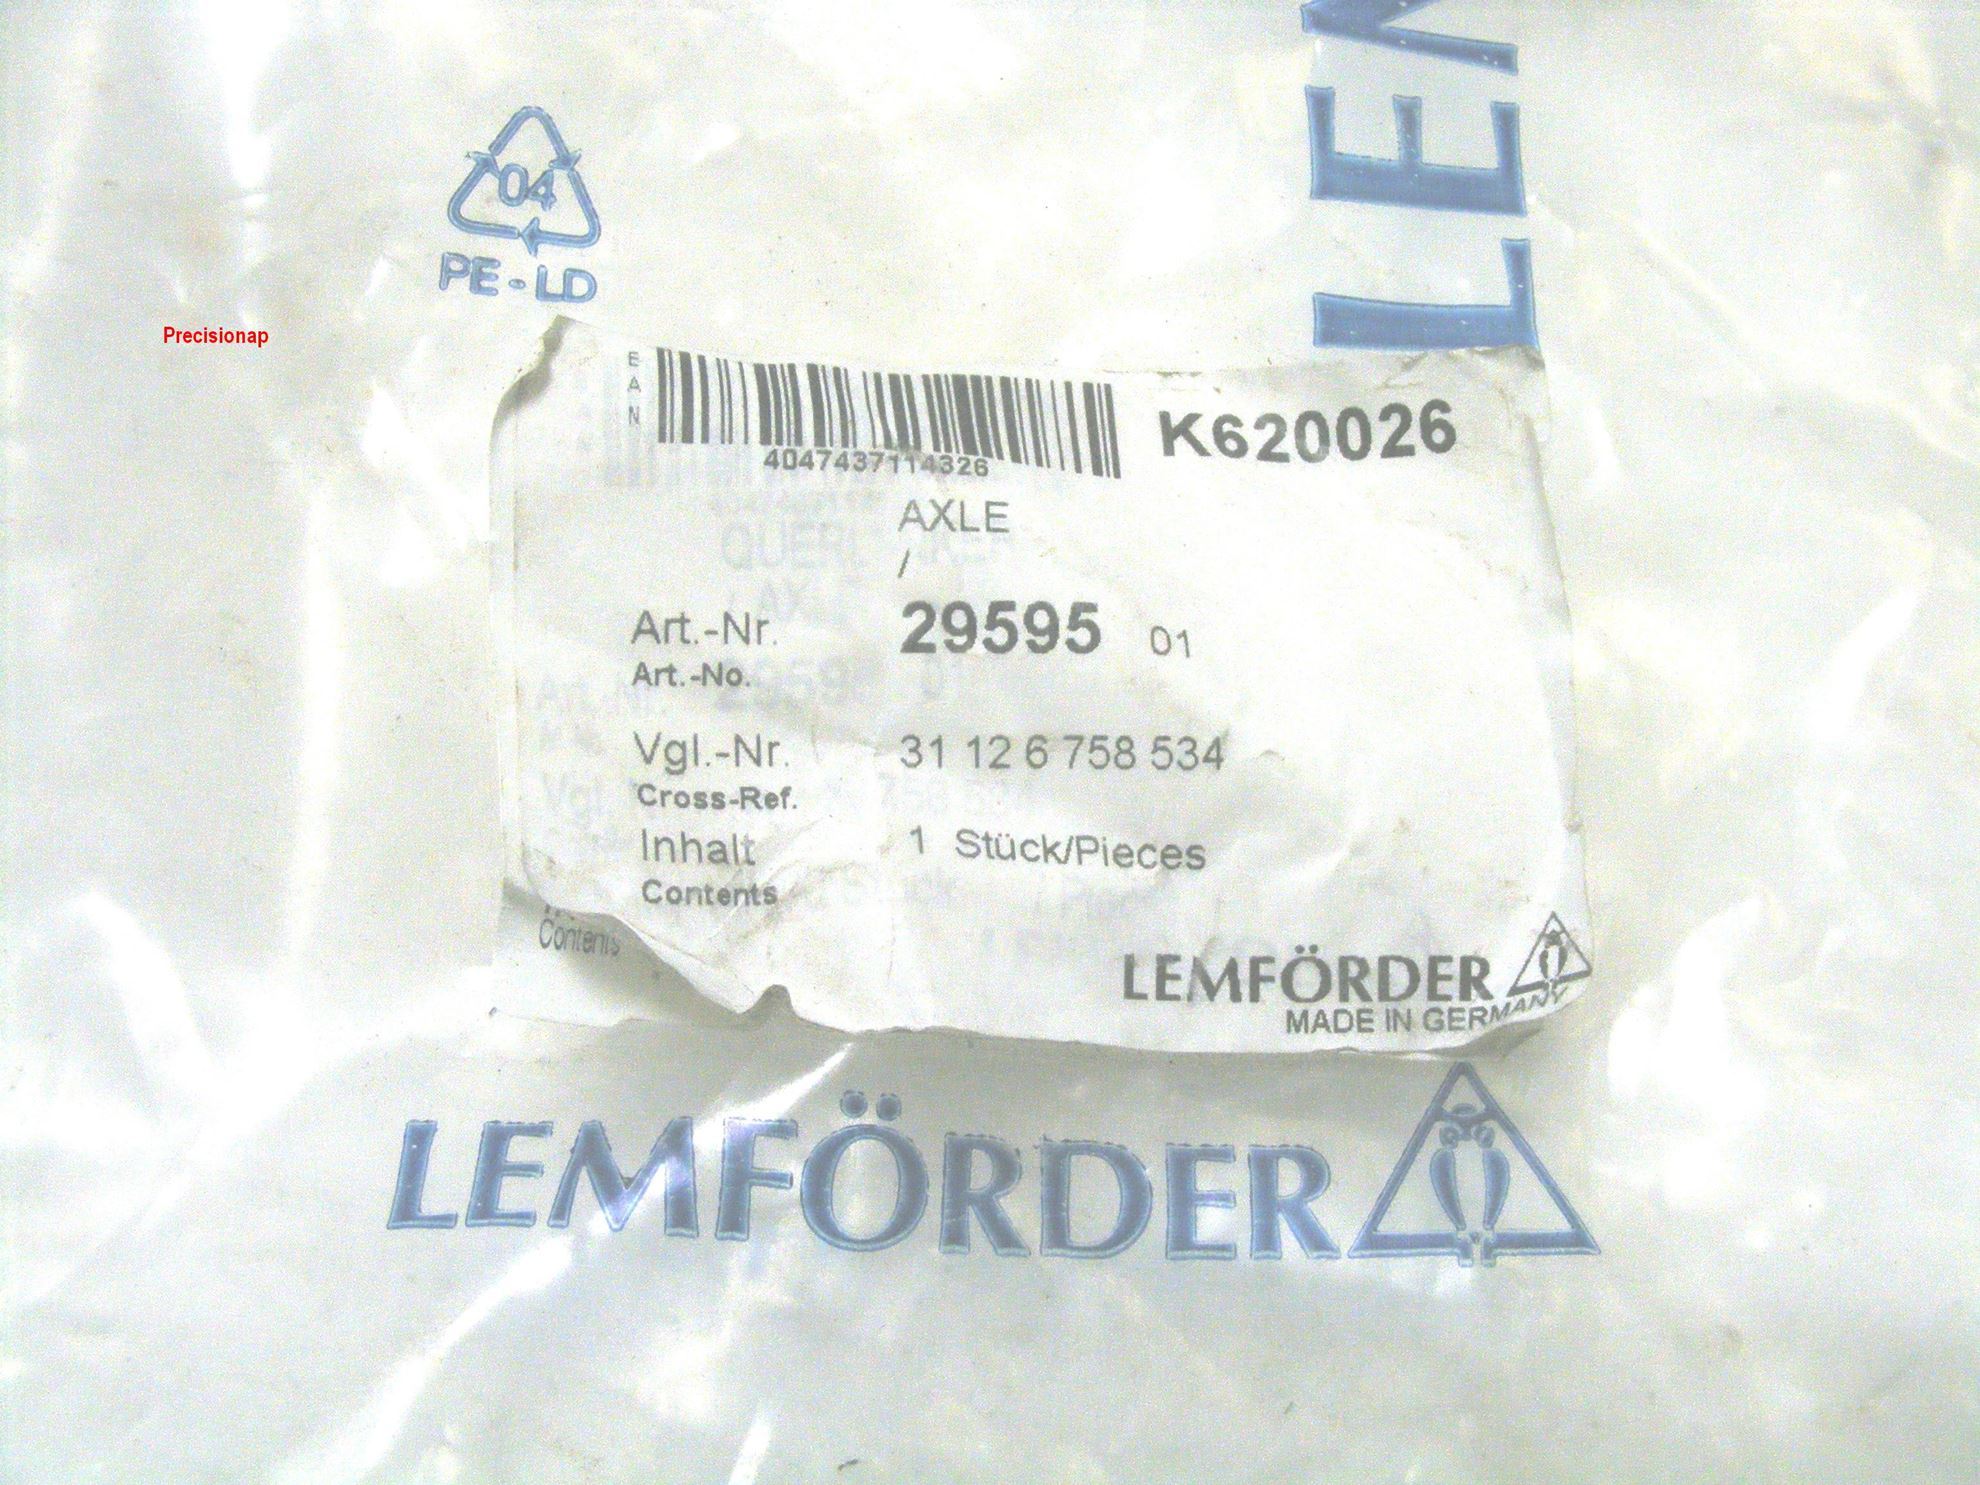 LEM
04
PE-LD
Precisionap
EAN
4047437114326
K620026
AXLE
/
Art.-Nr. 29595 01
Art.-No.
Vgl.-Nr. 31 12 6 758 534
Cross-Ref.
Inhalt 1 Stück/Pieces
Contents
Contents
LEMFÖRDER
MADE IN GERMANY
LEMFÖRDER